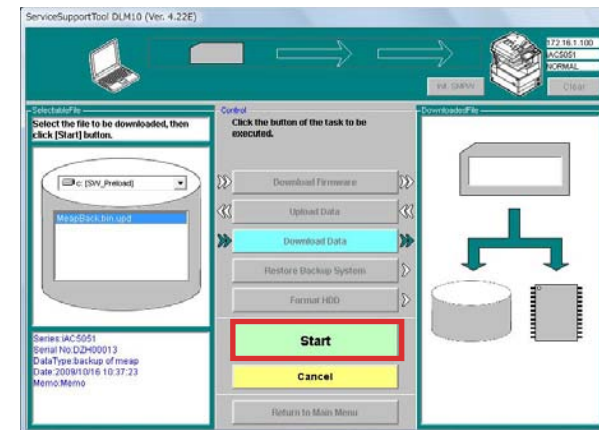 ServiceSupportTool DLM10 (Ver. 4.22E)
172.16.1.100
iAC5051
NORMAL
Clear
SelectableFile
Select the file to be downloaded, then
click [Start] button.
c: [SW_Preload]
MeapBack.bin.upd
Series:iAC5051
Serial No:DZH00013
DataType:backup of meap
Date:2009/10/16 10:37:23
Memo:Memo
Control
Click the button of the task to be
executed.
Download Firmware
Upload Data
Download Data
Restore Backup System
Format HDD
Start
Cancel
Return to Main Menu
DownloadedFile